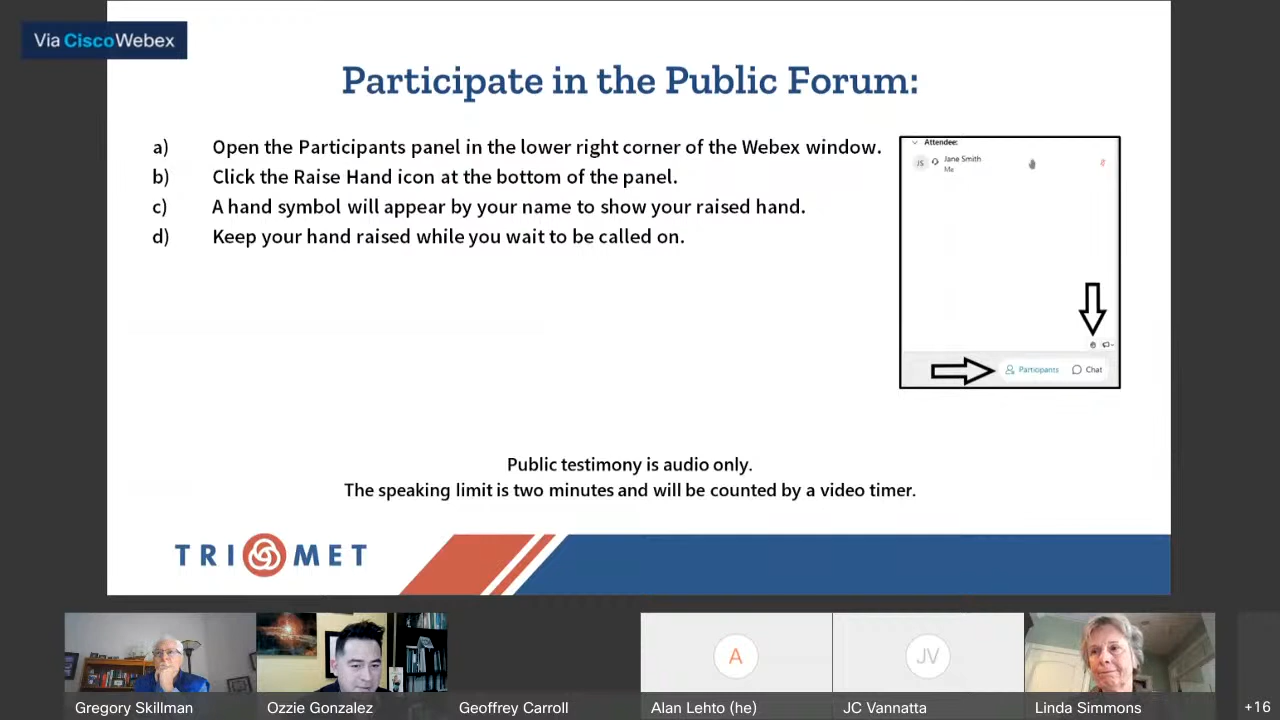 Via CiscoWebex
Participate in the Public Forum:
a) Open the Participants panel in the lower right corner of the Webex window.
b) Click the Raise Hand icon at the bottom of the panel.
c) A hand symbol will appear by your name to show your raised hand.
d) Keep your hand raised while you wait to be called on.
Attendee:
JS Jane Smith
Me
Participants Chat
Public testimony is audio only.
The speaking limit is two minutes and will be counted by a video timer.
TRI MET
A
JV
Gregory Skillman
Ozzie Gonzalez
Geoffrey Carroll
Alan Lehto (he)
JC Vannatta
Linda Simmons
+16